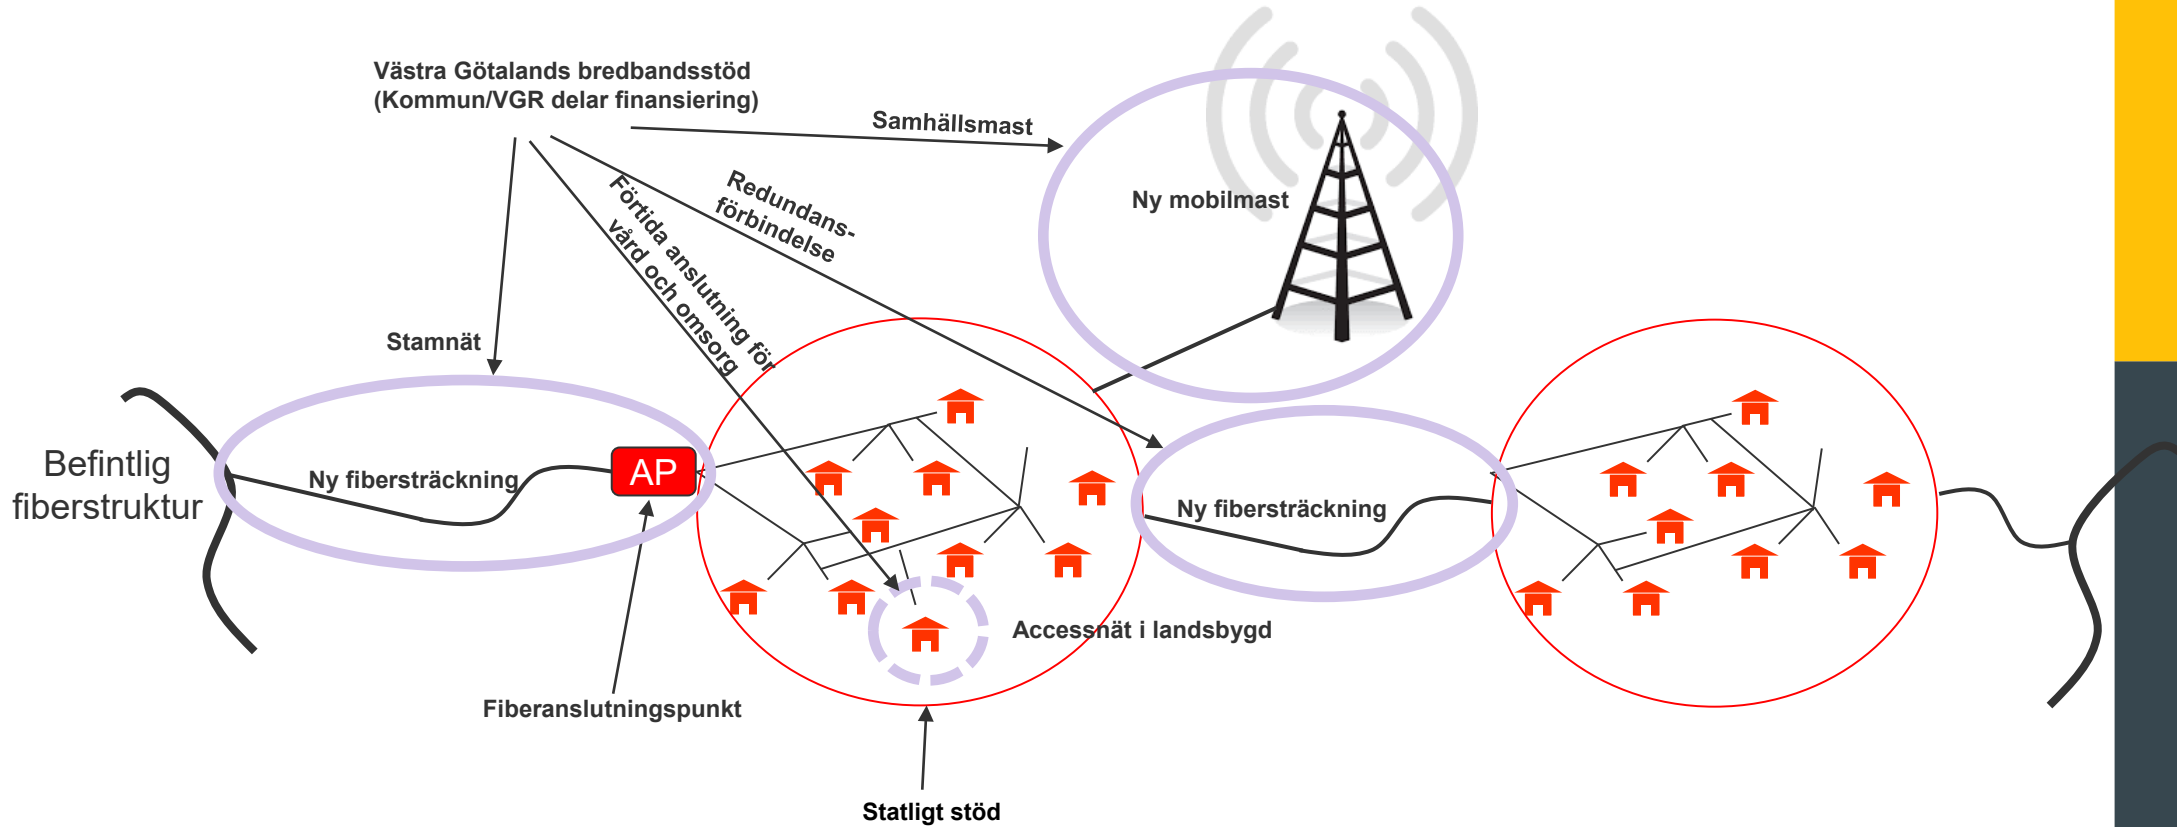 Västra Götalands bredbandsstöd
(Kommun/VGR delar finansiering)
Samhällsmast
Redundans-
förbindelse
Förtida anslutning för
vård och omsorg
Ny mobilmast
Stamnät
Befintlig
fiberstruktur
Ny fibersträckning
AP
Ny fibersträckning
Accessnät i landsbygd
Fiberanslutningspunkt
Statligt stöd